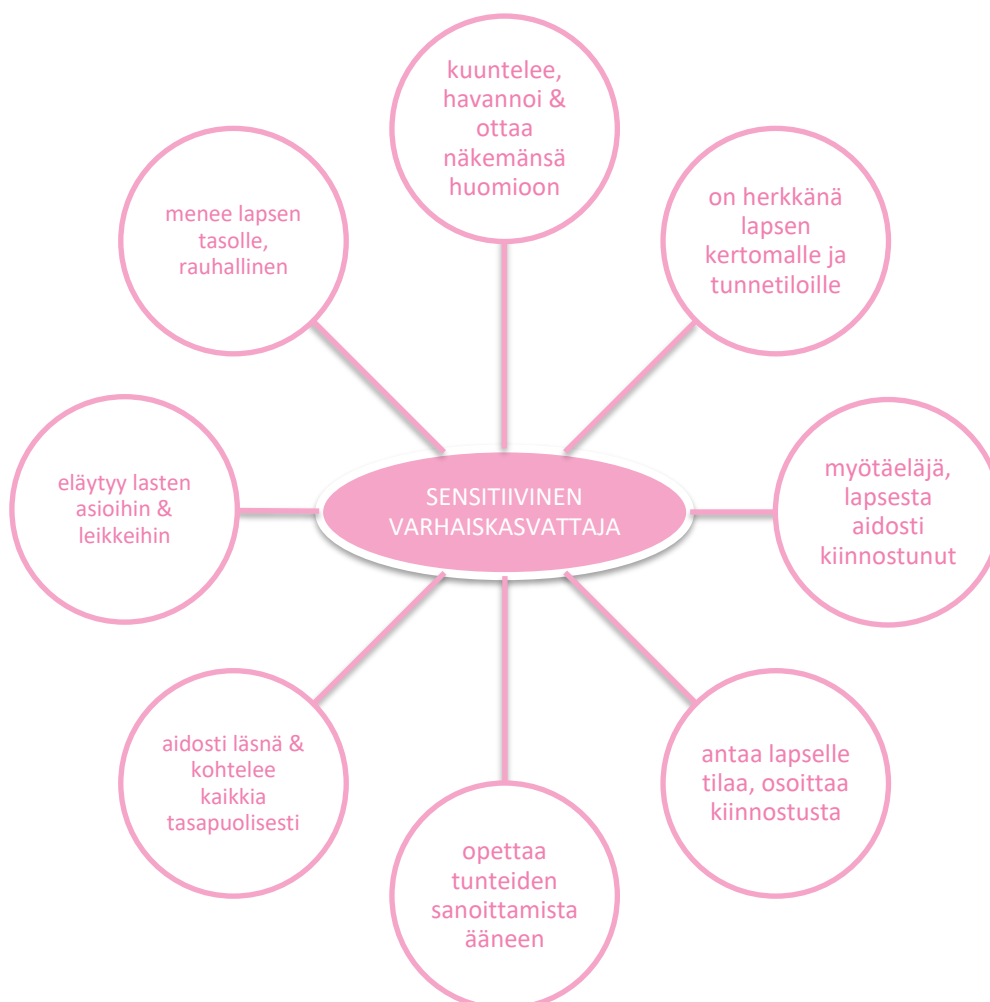 kuuntelee,
havannoi &
ottaa
näkemänsä
huomioon
on herkkänä
lapsen
kertomalle ja
tunnetiloille
myötäeläjä,
lapsesta
aidosti
kiinnostunut
antaa lapselle
tilaa, osoittaa
kiinnostusta
opettaa
tunteiden
sanoittamista
ääneen
aidosti läsnä &
kohtelee
kaikkia
tasapuolisesti
eläytyy lasten
asioihin &
leikkeihin
menee lapsen
tasolle,
rauhallinen
SENSITIIVINEN
VARHAISKASVATTAJA